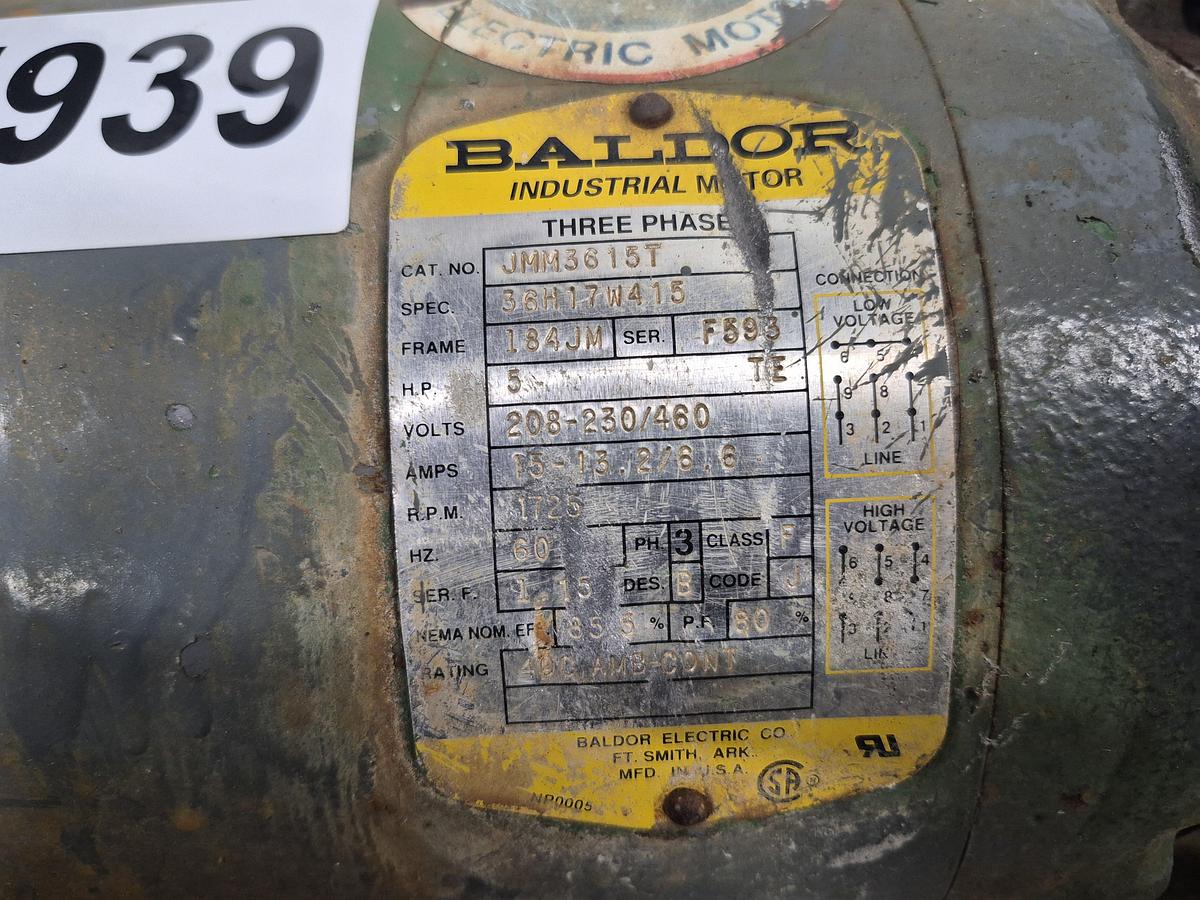 939
ELECTRIC MOT
BALDOR
INDUSTRIAL MOTOR
THREE PHASE
CAT. NO. JMM3615T
SPEC. 36H17W415
FRAME 184JM SER. F593
H.P. 5 TE
VOLTS 208-230/460
AMPS 15-13.2/6.6
R.P.M. 1725
HZ. 60 PH. 3 CLASS F
SER. F. 1.15 DES. B CODE J
NEMA NOM. EFF. 85.5 % P.F. 80 %
RATING 40C AMB-CONT
CONNECTION
LOW
VOLTAGE
6 5
9 8 7
3 2 1
LINE
HIGH
VOLTAGE
6 5 4
8 7
3 2 1
LIN
BALDOR ELECTRIC CO.
FT. SMITH, ARK.
MFD. IN U.S.A.
NP0005
SA